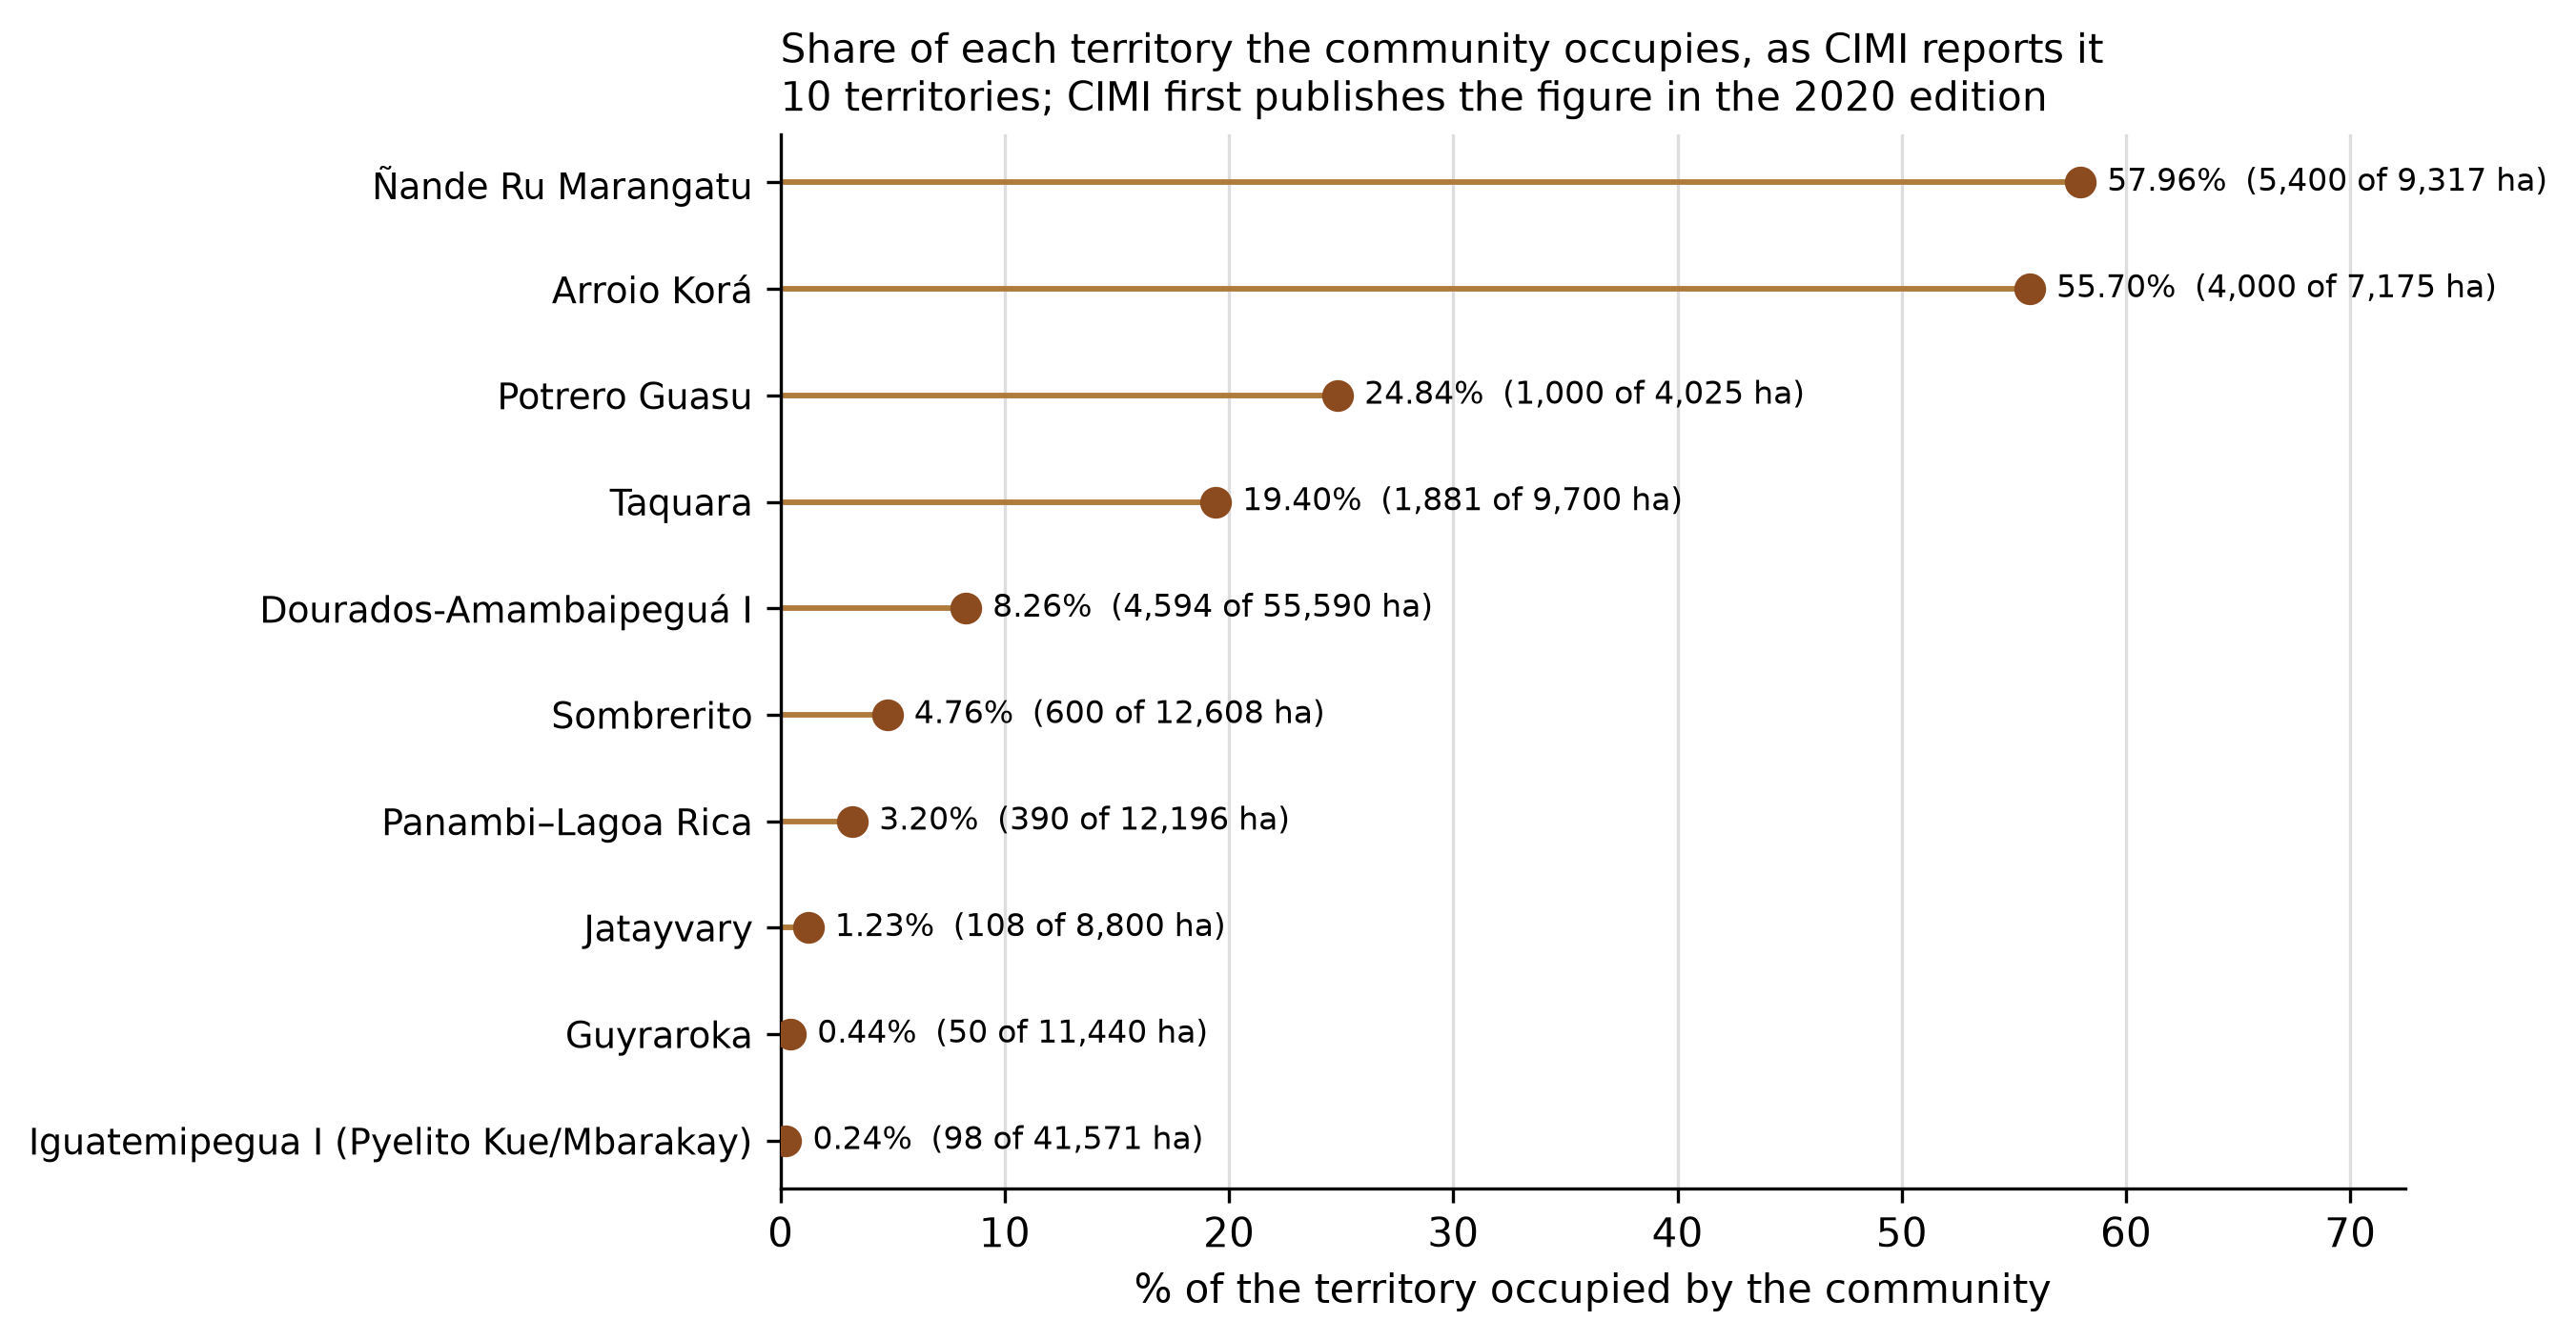 Share of each territory the community occupies, as CIMI reports it
10 territories; CIMI first publishes the figure in the 2020 edition
Ñande Ru Marangatu 57.96% (5,400 of 9,317 ha)
Arroio Korá 55.70% (4,000 of 7,175 ha)
Potrero Guasu 24.84% (1,000 of 4,025 ha)
Taquara 19.40% (1,881 of 9,700 ha)
Dourados-Amambaipeguá I 8.26% (4,594 of 55,590 ha)
Sombrerito 4.76% (600 of 12,608 ha)
Panambi–Lagoa Rica 3.20% (390 of 12,196 ha)
Jatayvary 1.23% (108 of 8,800 ha)
Guyraroka 0.44% (50 of 11,440 ha)
Iguatemipegua I (Pyelito Kue/Mbarakay) 0.24% (98 of 41,571 ha)
0 10 20 30 40 50 60 70
% of the territory occupied by the community